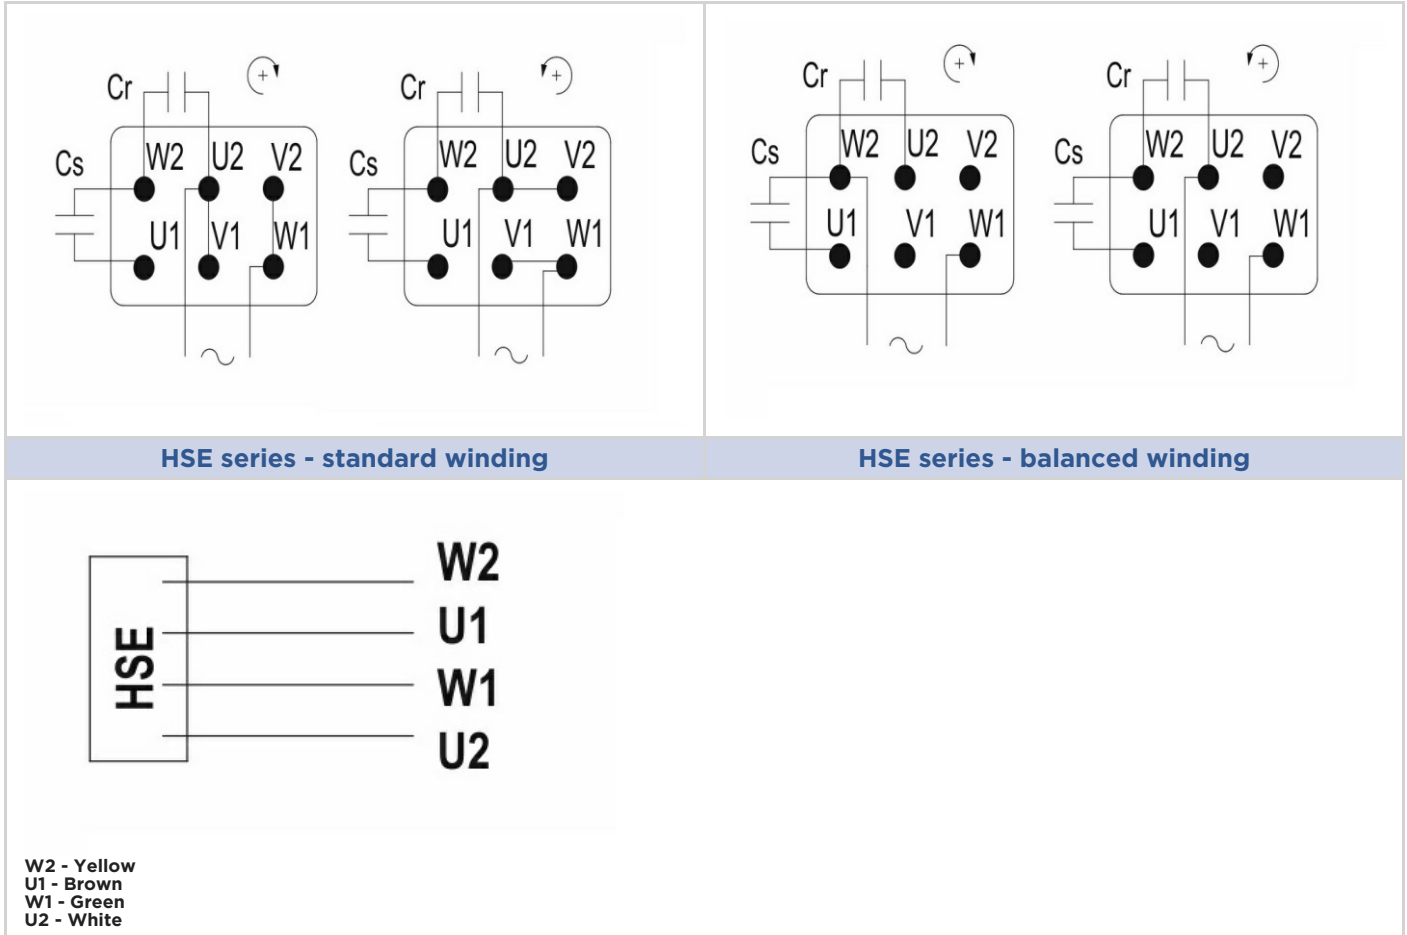 Cr
Cs
W2 U2 V2
U1 V1 W1
Cr
Cs
W2 U2 V2
U1 V1 W1
Cr
Cs
W2 U2 V2
U1 V1 W1
Cr
Cs
W2 U2 V2
U1 V1 W1
HSE series - standard winding
HSE series - balanced winding
HSE
W2
U1
W1
U2
W2 - Yellow
U1 - Brown
W1 - Green
U2 - White